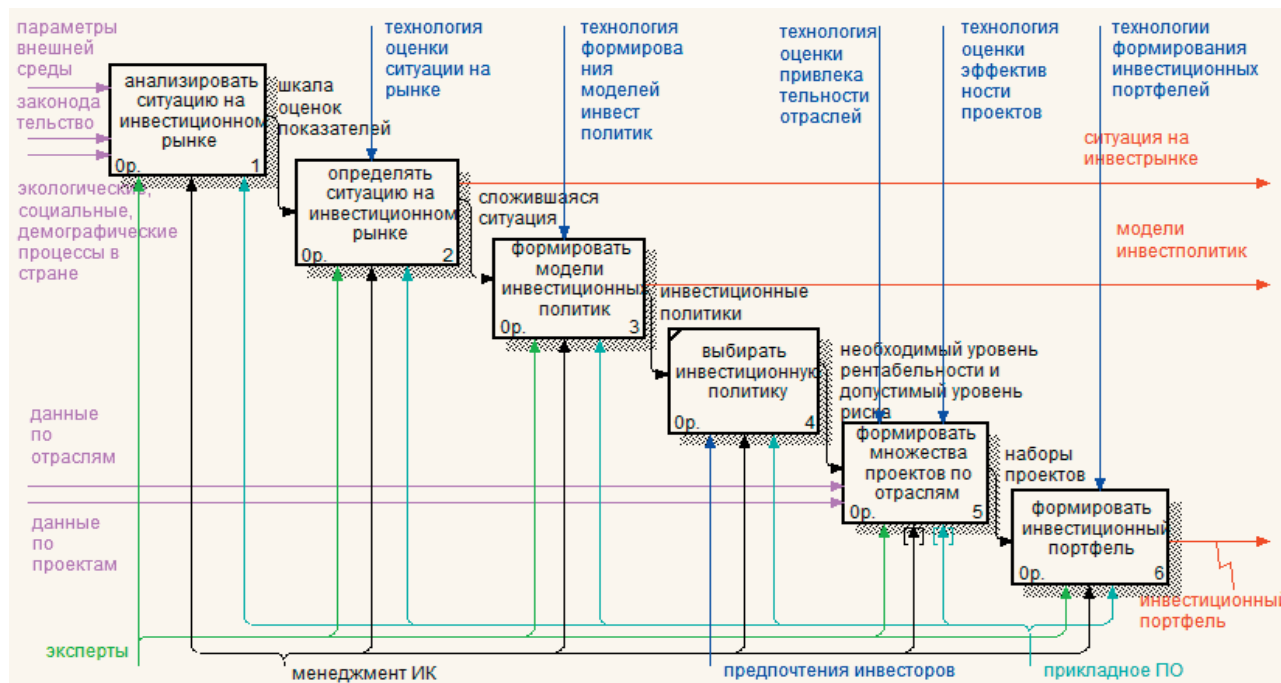 параметры
внешней
среды
законода
тельство
экологические,
социальные,
демографические
процессы в
стране
данные
по
отраслям
данные
по
проектам
эксперты
анализировать
ситуацию на
инвестиционном
рынке
0р. 1
шкала
оценок
показателей
технология
оценки
ситуации на
рынке
определять
ситуацию на
инвестиционном
рынке
0р. 2
сложившаяся
ситуация
технология
формирова
ния
моделей
инвест
политик
формировать
модели
инвестиционных
политик
0р. 3
инвестиционные
политики
выбирать
инвестиционную
политику
0р. 4
необходимый уровень
рентабельности и
допустимый уровень
риска
технология
оценки
привлека
тельности
отраслей
технология
оценки
эффектив
ности
проектов
формировать
множества
проектов по
отраслям
0р. 5
наборы
проектов
технологии
формирования
инвестиционных
портфелей
формировать
инвестиционный
портфель
0р. 6
ситуация на
инвестрынке
модели
инвестполитик
инвестиционный
портфель
менеджмент ИК
предпочтения инвесторов
прикладное ПО